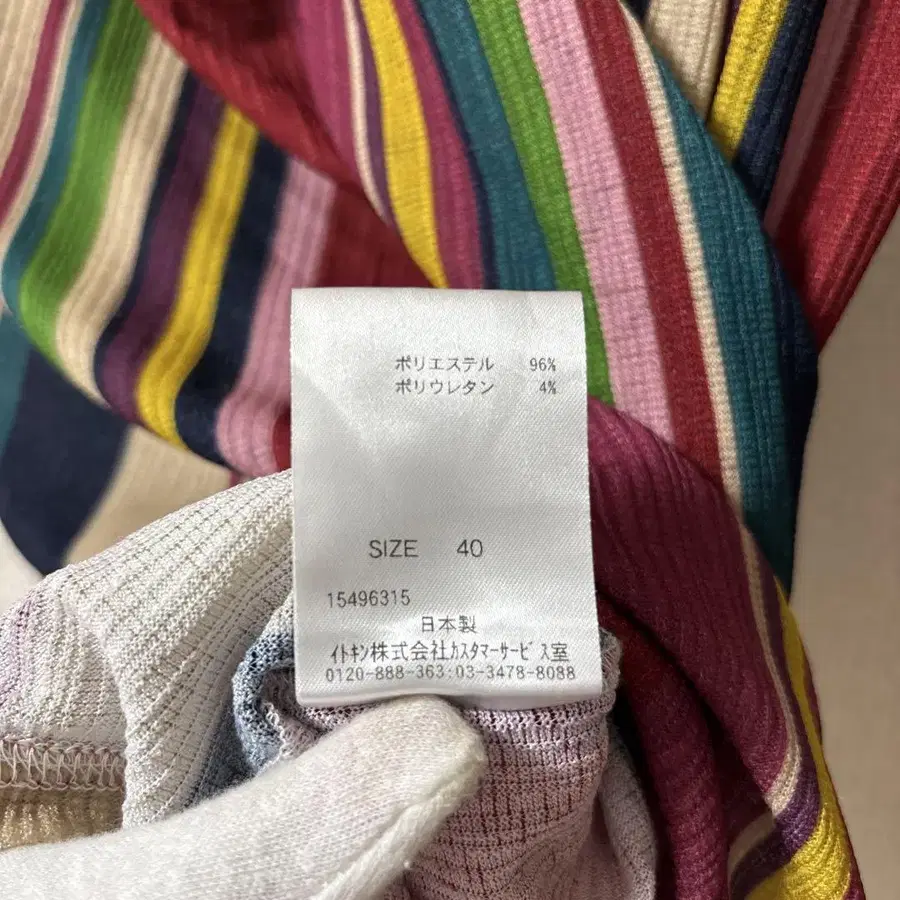 ポリエステル 96%
ポリウレタン 4%
SIZE 40
15496315
日本製
ｲﾄｷﾝ株式会社ｶｽﾀﾏｰｻｰﾋﾞｽ室
0120-888-363:03-3478-8088